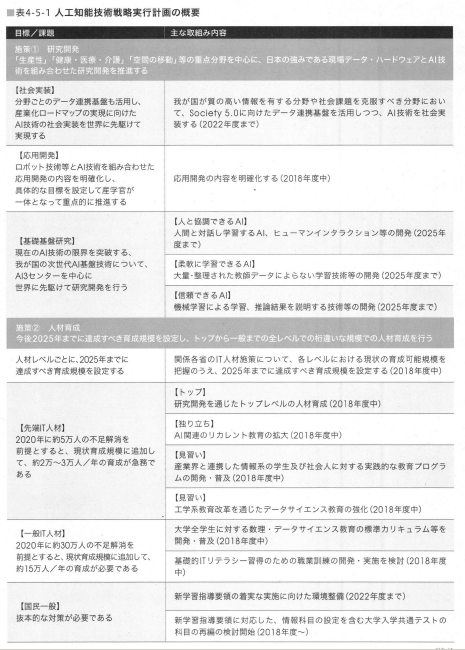 ■表4-5-1 人工知能技術戦略実行計画の概要
目標／課題
主な取組み内容
施策① 研究開発
「生産性」「健康・医療・介護」「空間の移動」等の重点分野を中心に、日本の強みである現場データ・ハードウェアとAI技
術を組み合わせた研究開発を推進する
【社会実装】
分野ごとのデータ連携基盤も活用し、
産業化ロードマップの実現に向けた
AI技術の社会実装を世界に先駆けて
実現する
我が国が質の高い情報を有する分野や社会課題を克服すべき分野におい
て、Society 5.0に向けたデータ連携基盤を活用しつつ、AI技術を社会実
装する(2022年度まで)
【応用開発】
ロボット技術等とAI技術を組み合わせた
応用開発の内容を明確化し、
具体的な目標を設定して産学官が
一体となって重点的に推進する
応用開発の内容を明確化する(2018年度中)
【基礎基盤研究】
現在のAI技術の限界を突破する、
我が国の次世代AI基盤技術について、
AI3センターを中心に
世界に先駆けて研究開発を行う
【人と協調できるAI】
人間と対話し学習するAI、ヒューマンインタラクション等の開発(2025年
度まで)
【柔軟に学習できるAI】
大量・整理された教師データによらない学習技術等の開発(2025年度まで)
【信頼できるAI】
機械学習による学習、推論結果を説明する技術等の開発(2025年度まで)
施策② 人材育成
今後2025年までに達成すべき育成規模を設定し、トップから一般までの全レベルでの桁違いな規模での人材育成を行う
人材レベルごとに、2025年までに
達成すべき育成規模を設定する
関係各省のIT人材施策について、各レベルにおける現状の育成可能規模を
把握のうえ、2025年までに達成すべき育成規模を設定する(2018年度中)
【先端IT人材】
2020年に約5万人の不足解消を
前提とすると、現状育成規模に追加し
て、約2万〜3万人／年の育成が急務で
ある
【トップ】
研究開発を通じたトップレベルの人材育成(2018年度中)
【独り立ち】
AI関連のリカレント教育の拡大(2018年度中)
【見習い】
産業界と連携した情報系の学生及び社会人に対する実践的な教育プログラ
ムの開発・普及(2018年度中)
【見習い】
工学系教育改革を通じたデータサイエンス教育の強化(2018年度中)
【一般IT人材】
2020年に約30万人の不足解消を
前提とすると、現状育成規模に追加して、
約15万人／年の育成が必要である
大学全学生に対する数理・データサイエンス教育の標準カリキュラム等を
開発・普及(2018年度中)
基礎的ITリテラシー習得のための職業訓練の開発・実施を検討(2018年度
中)
【国民一般】
抜本的な対策が必要である
新学習指導要領の着実な実施に向けた環境整備(2022年度まで)
新学習指導要領に対応した、情報科目の設定を含む大学入学共通テストの
科目の再編の検討開始(2018年度〜)